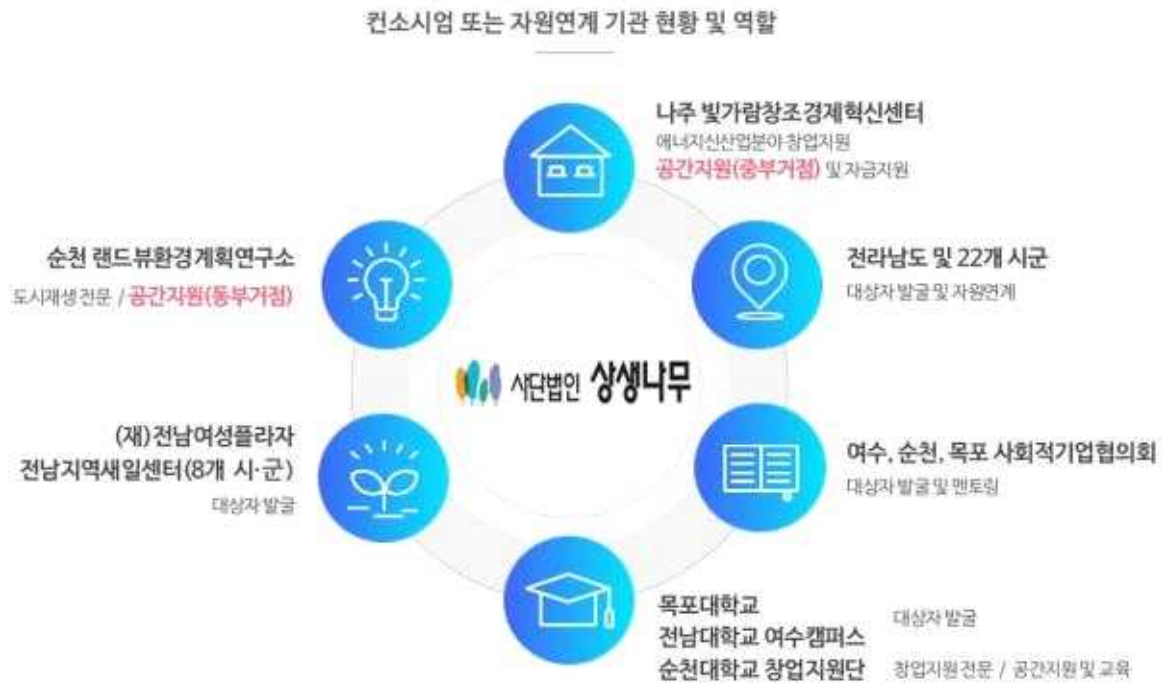 컨소시엄 또는 자원연계 기관 현황 및 역할
나주 빛가람창조경제혁신센터
에너지신산업분야 창업지원
공간지원(중부거점) 및 자금지원
전라남도 및 22개 시군
대상자 발굴 및 자원연계
여수, 순천, 목포 사회적기업협의회
대상자 발굴 및 멘토링
목포대학교
전남대학교 여수캠퍼스
대상자 발굴
순천대학교 창업지원단
창업지원 전문 / 공간지원 및 교육
(재)전남여성플라자
전남지역새일센터(8개 시·군)
대상자 발굴
순천 랜드뷰환경계획연구소
도시재생 전문 / 공간지원(동부거점)
사단법인 상생나무